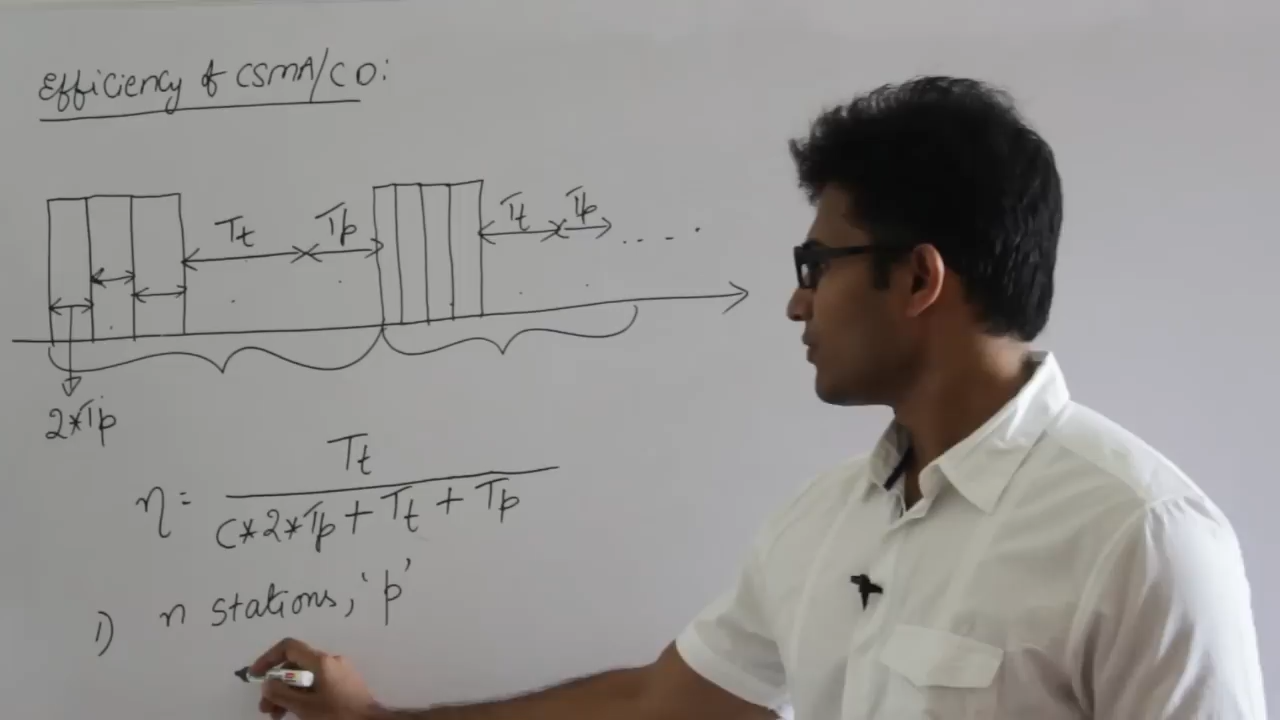 Efficiency of CSMA/CD:
Tt Tp Tt Tp .....
2*Tp
η = Tt
C*2*Tp + Tt + Tp
1) n stations, 'p'